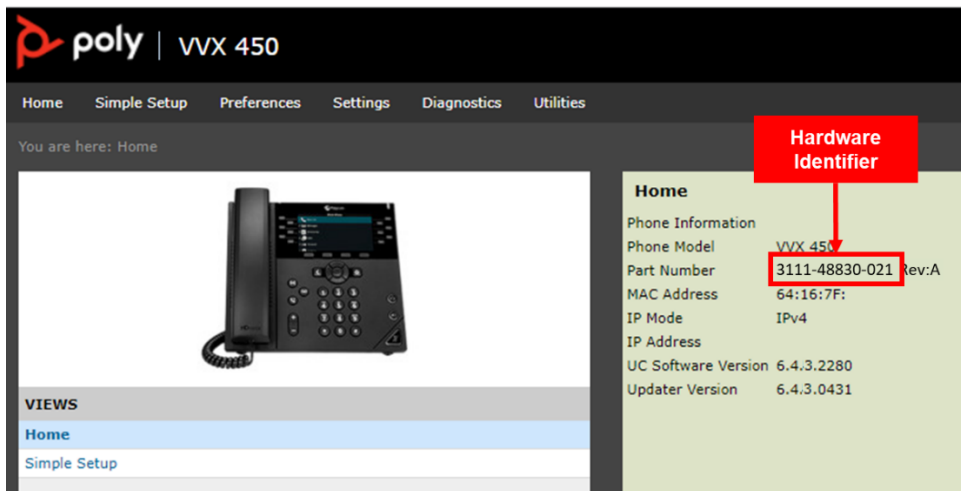 poly | VVX 450
Home Simple Setup Preferences Settings Diagnostics Utilities
You are here: Home
Hardware
Identifier
Home
Phone Information
Phone Model VVX 450
Part Number 3111-48830-021 Rev:A
MAC Address 64:16:7F:
IP Mode IPv4
IP Address
UC Software Version 6.4.3.2280
Updater Version 6.4.3.0431
VIEWS
Home
Simple Setup